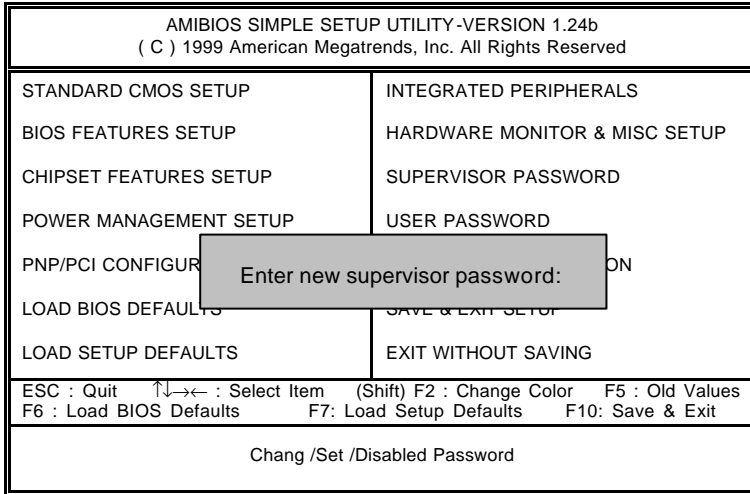 AMIBIOS SIMPLE SETUP UTILITY-VERSION 1.24b
( C ) 1999 American Megatrends, Inc. All Rights Reserved
STANDARD CMOS SETUP
BIOS FEATURES SETUP
CHIPSET FEATURES SETUP
POWER MANAGEMENT SETUP
PNP/PCI CONFIGUR
LOAD BIOS DEFAULTS
LOAD SETUP DEFAULTS
INTEGRATED PERIPHERALS
HARDWARE MONITOR & MISC SETUP
SUPERVISOR PASSWORD
USER PASSWORD
ON
SAVE & EXIT SETUP
EXIT WITHOUT SAVING
Enter new supervisor password:
ESC : Quit ↑↓→← : Select Item (Shift) F2 : Change Color F5 : Old Values
F6 : Load BIOS Defaults F7: Load Setup Defaults F10: Save & Exit
Chang /Set /Disabled Password